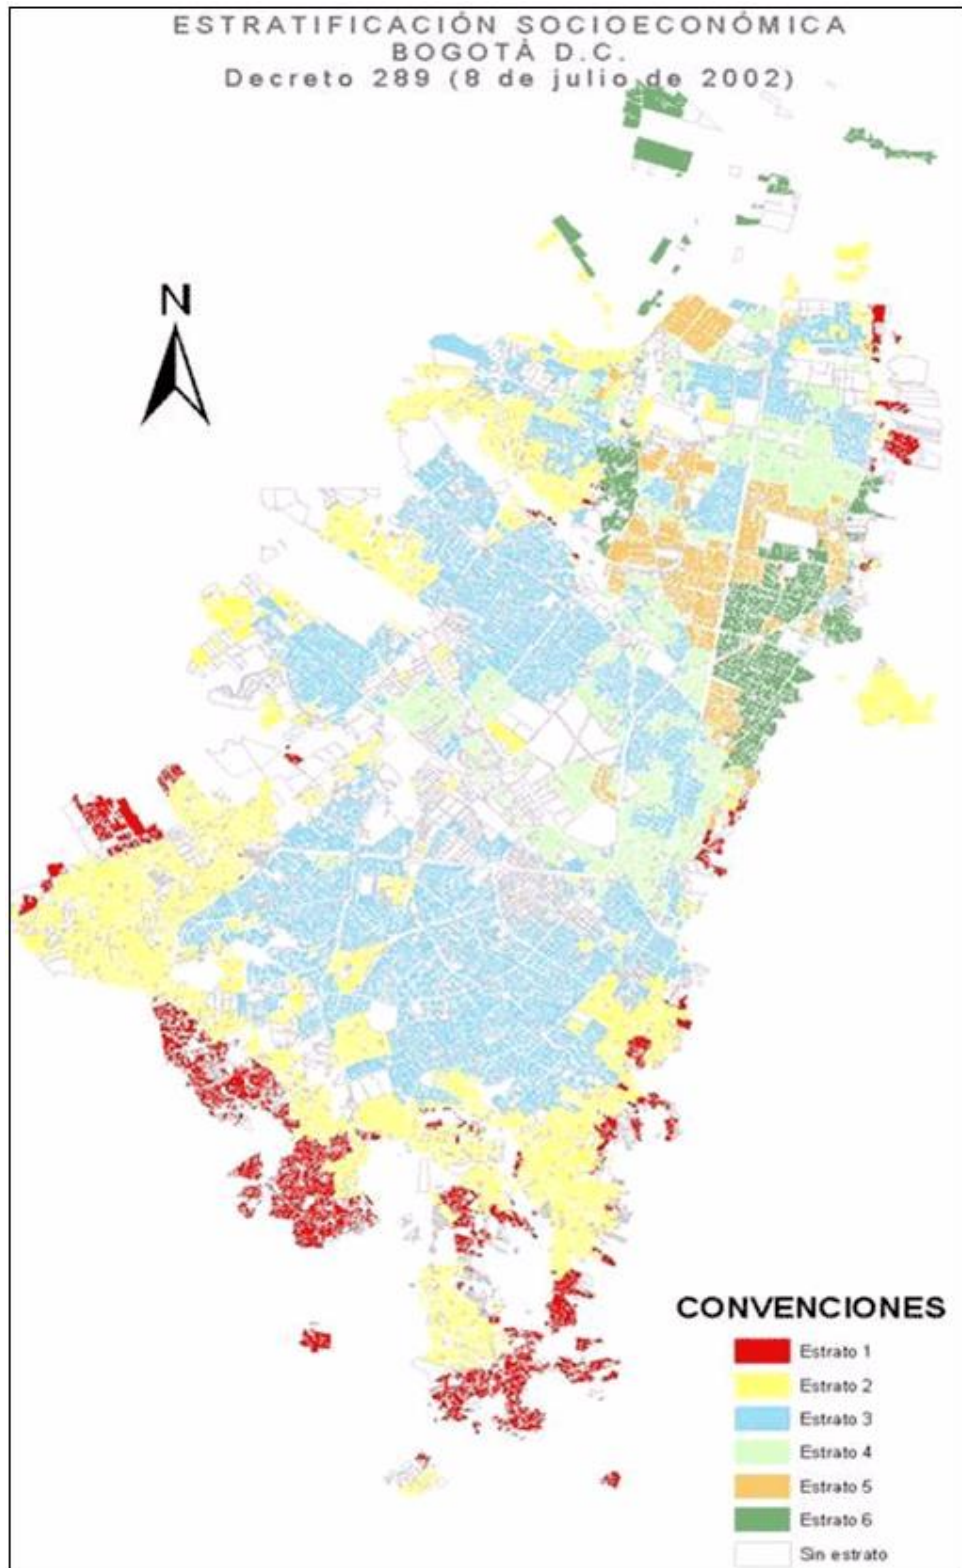 ESTRATIFICACIÓN SOCIOECONÓMICA
BOGOTÁ D.C.
Decreto 289 (8 de julio de 2002)
N
CONVENCIONES
Estrato 1
Estrato 2
Estrato 3
Estrato 4
Estrato 5
Estrato 6
Sin estrato